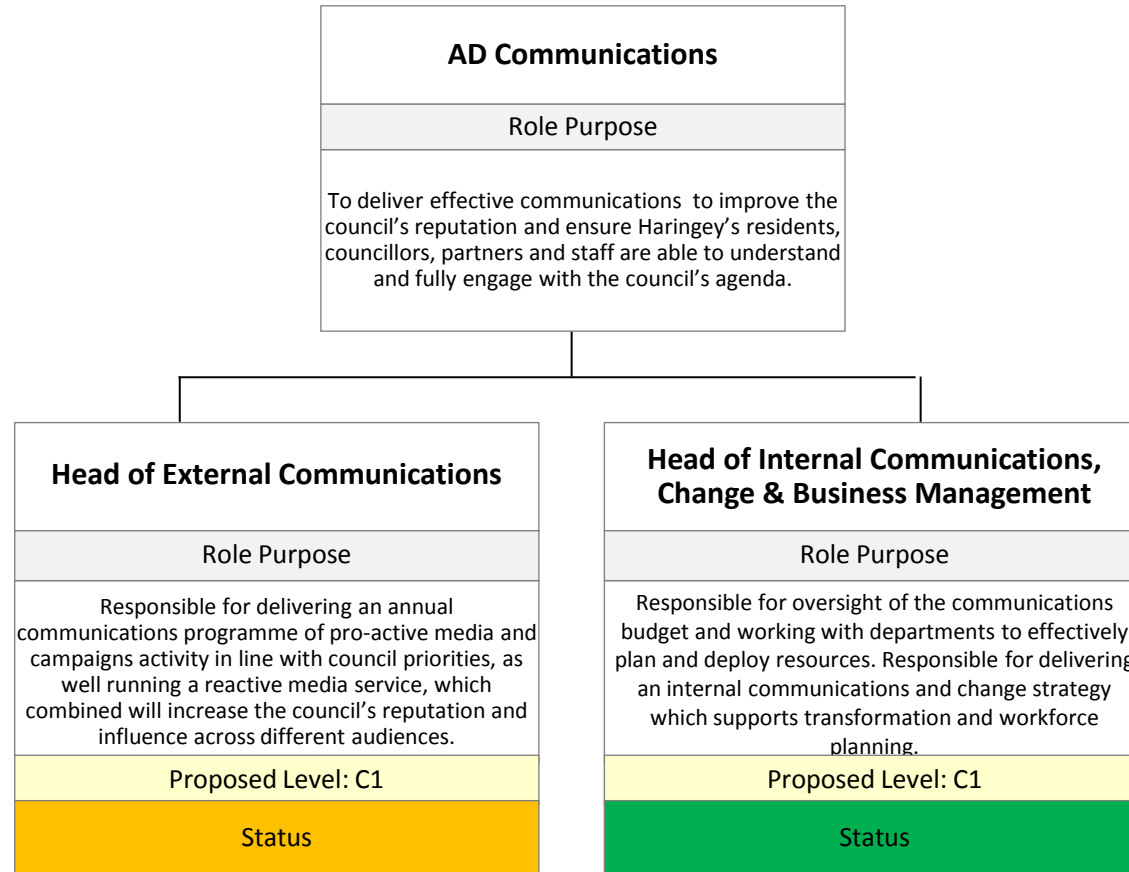 AD Communications
Role Purpose
To deliver effective communications to improve the
council's reputation and ensure Haringey's residents,
councillors, partners and staff are able to understand
and fully engage with the council's agenda.
Head of External Communications
Role Purpose
Responsible for delivering an annual
communications programme of pro-active media and
campaigns activity in line with council priorities, as
well running a reactive media service, which
combined will increase the council's reputation and
influence across different audiences.
Proposed Level: C1
Status
Head of Internal Communications,
Change & Business Management
Role Purpose
Responsible for oversight of the communications
budget and working with departments to effectively
plan and deploy resources. Responsible for delivering
an internal communications and change strategy
which supports transformation and workforce
planning.
Proposed Level: C1
Status